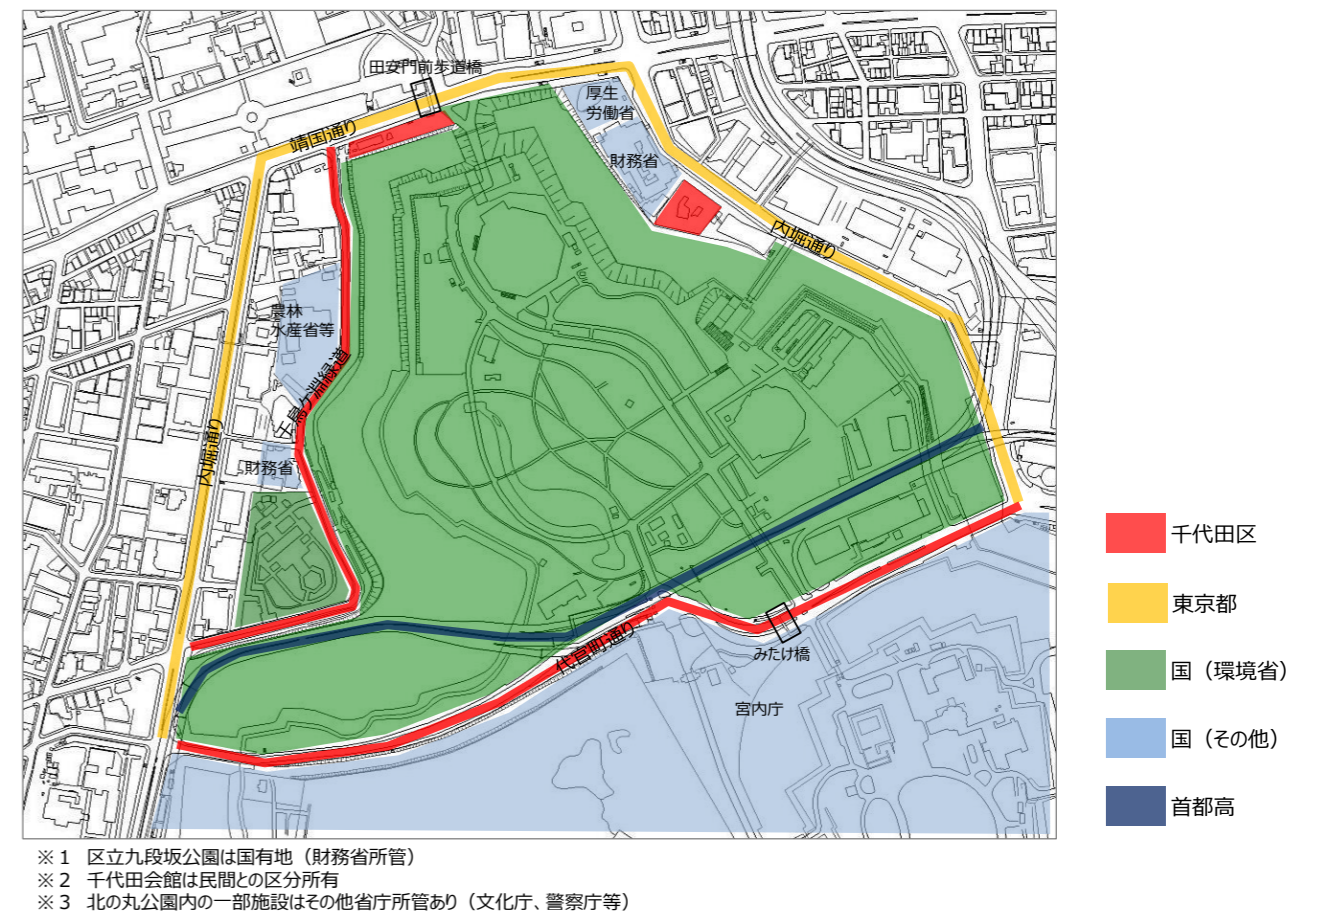 田安門前歩道橋
靖国通り
厚生
労働省
財務省
内堀通り
農林
水産省等
千鳥ケ淵緑道
内堀通り
財務省
代官町通り
みたけ橋
宮内庁
千代田区
東京都
国（環境省）
国（その他）
首都高
※1 区立九段坂公園は国有地（財務省所管）
※2 千代田会館は民間との区分所有
※3 北の丸公園内の一部施設はその他省庁所管あり（文化庁、警察庁等）